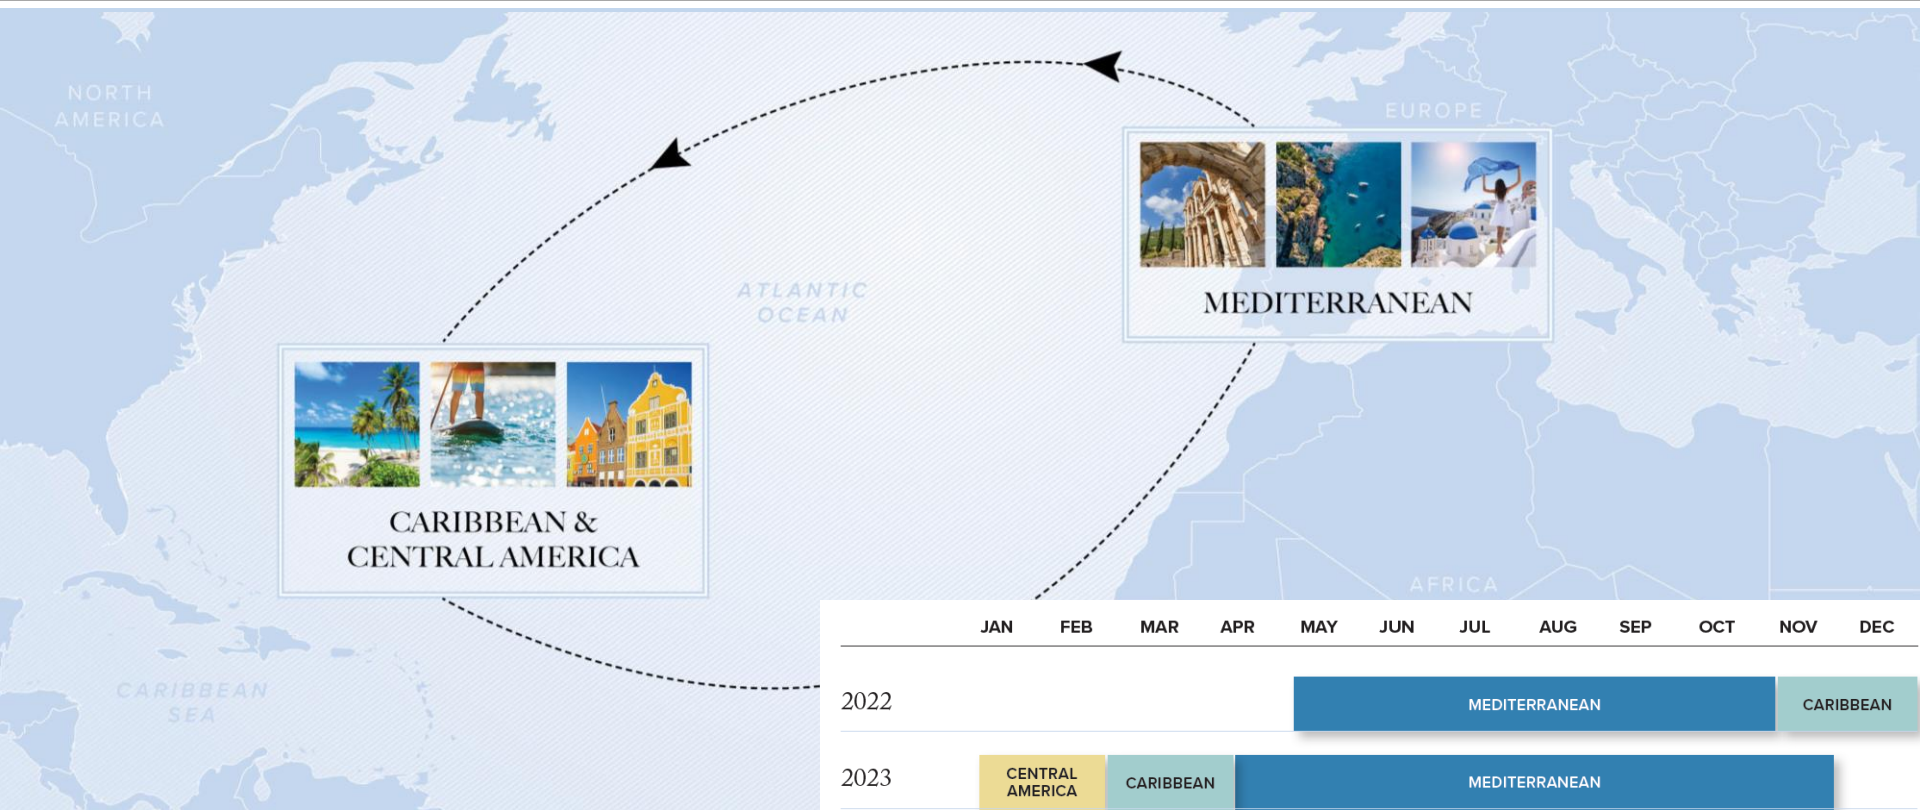 NORTH
AMERICA
EUROPE
MEDITERRANEAN
ATLANTIC
OCEAN
CARIBBEAN &
CENTRAL AMERICA
AFRICA
CARIBBEAN
SEA
JAN FEB MAR APR MAY JUN JUL AUG SEP OCT NOV DEC
2022 MEDITERRANEAN CARIBBEAN
2023 CENTRAL AMERICA CARIBBEAN MEDITERRANEAN